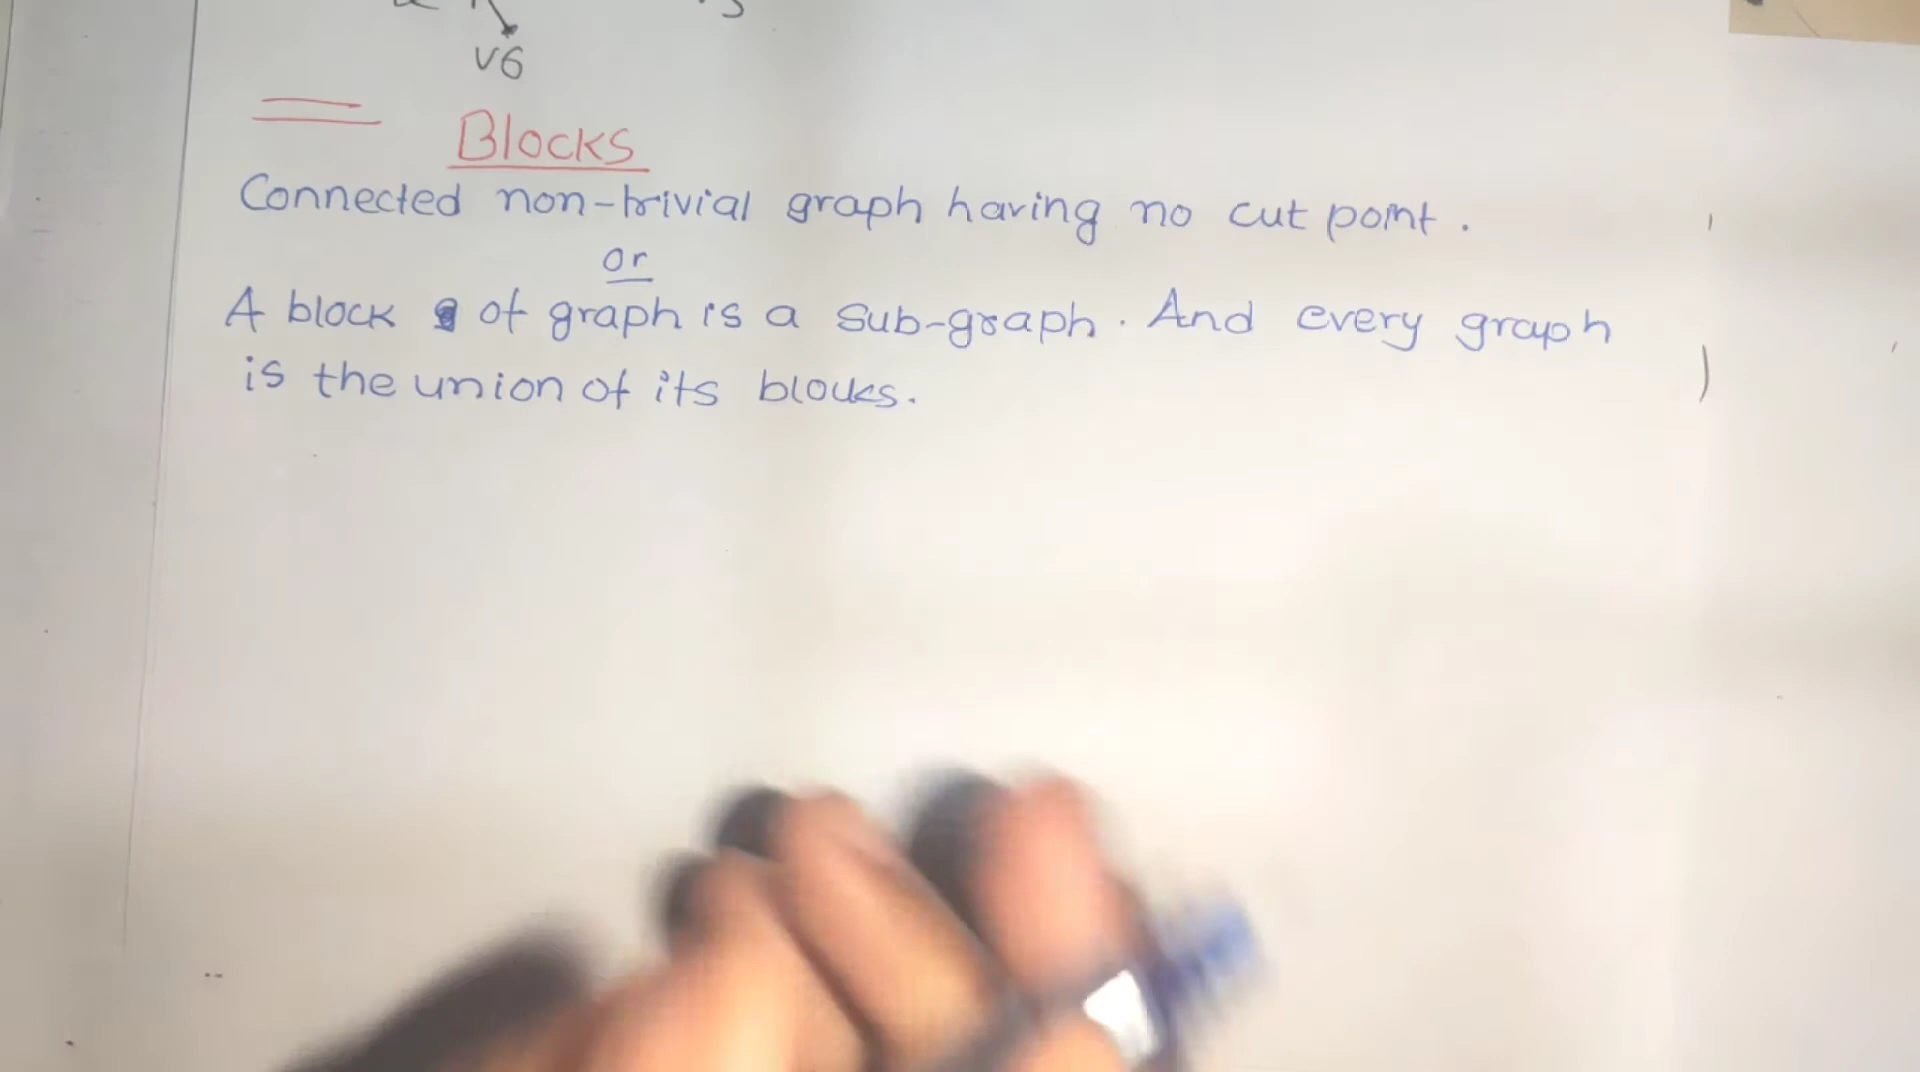 v6
Blocks
Connected non-trivial graph having no cut point.
or
A block of graph is a sub-graph. And every graph
is the union of its blocks.